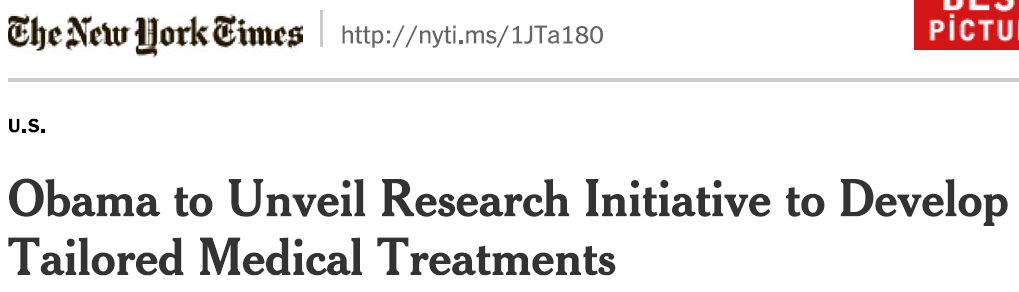 The New York Times
http://nyti.ms/1JTa180
U.S.
Obama to Unveil Research Initiative to Develop
Tailored Medical Treatments